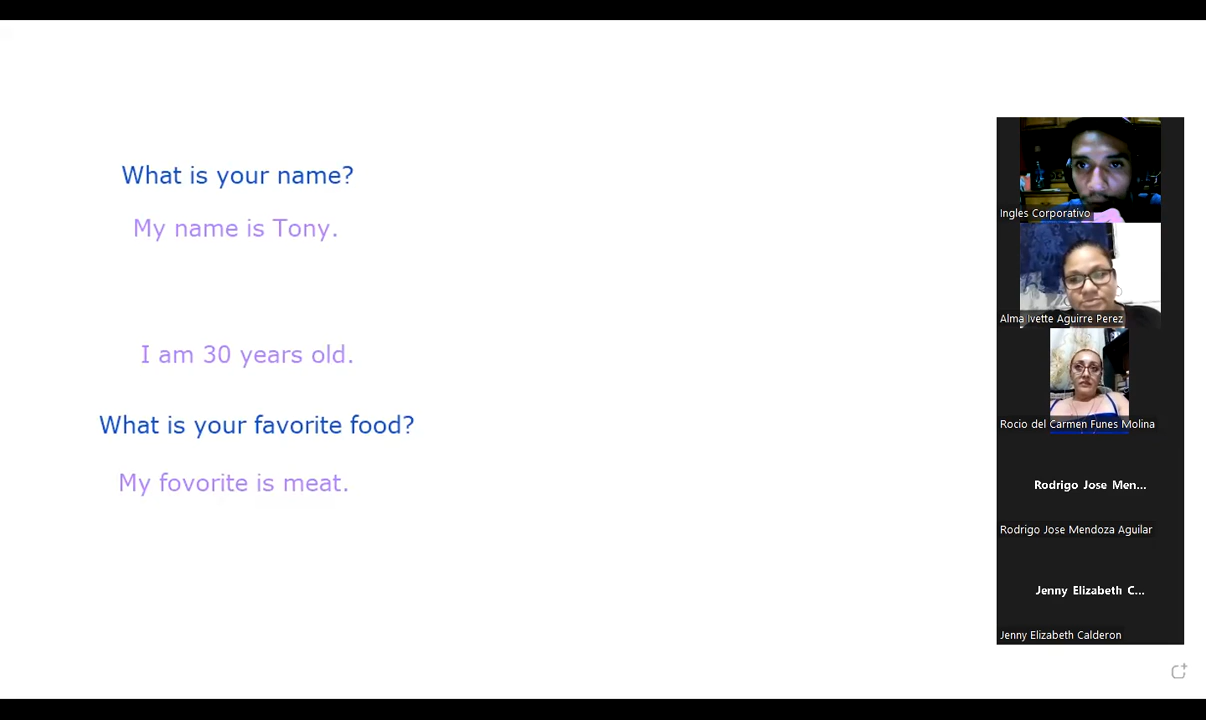 What is your name?
My name is Tony.
I am 30 years old.
What is your favorite food?
My fovorite is meat.
Ingles Corporativo
Alma Ivette Aguirre Perez
Rocio del Carmen Funes Molina
Rodrigo Jose Men...
Rodrigo Jose Mendoza Aguilar
Jenny Elizabeth C...
Jenny Elizabeth Calderon